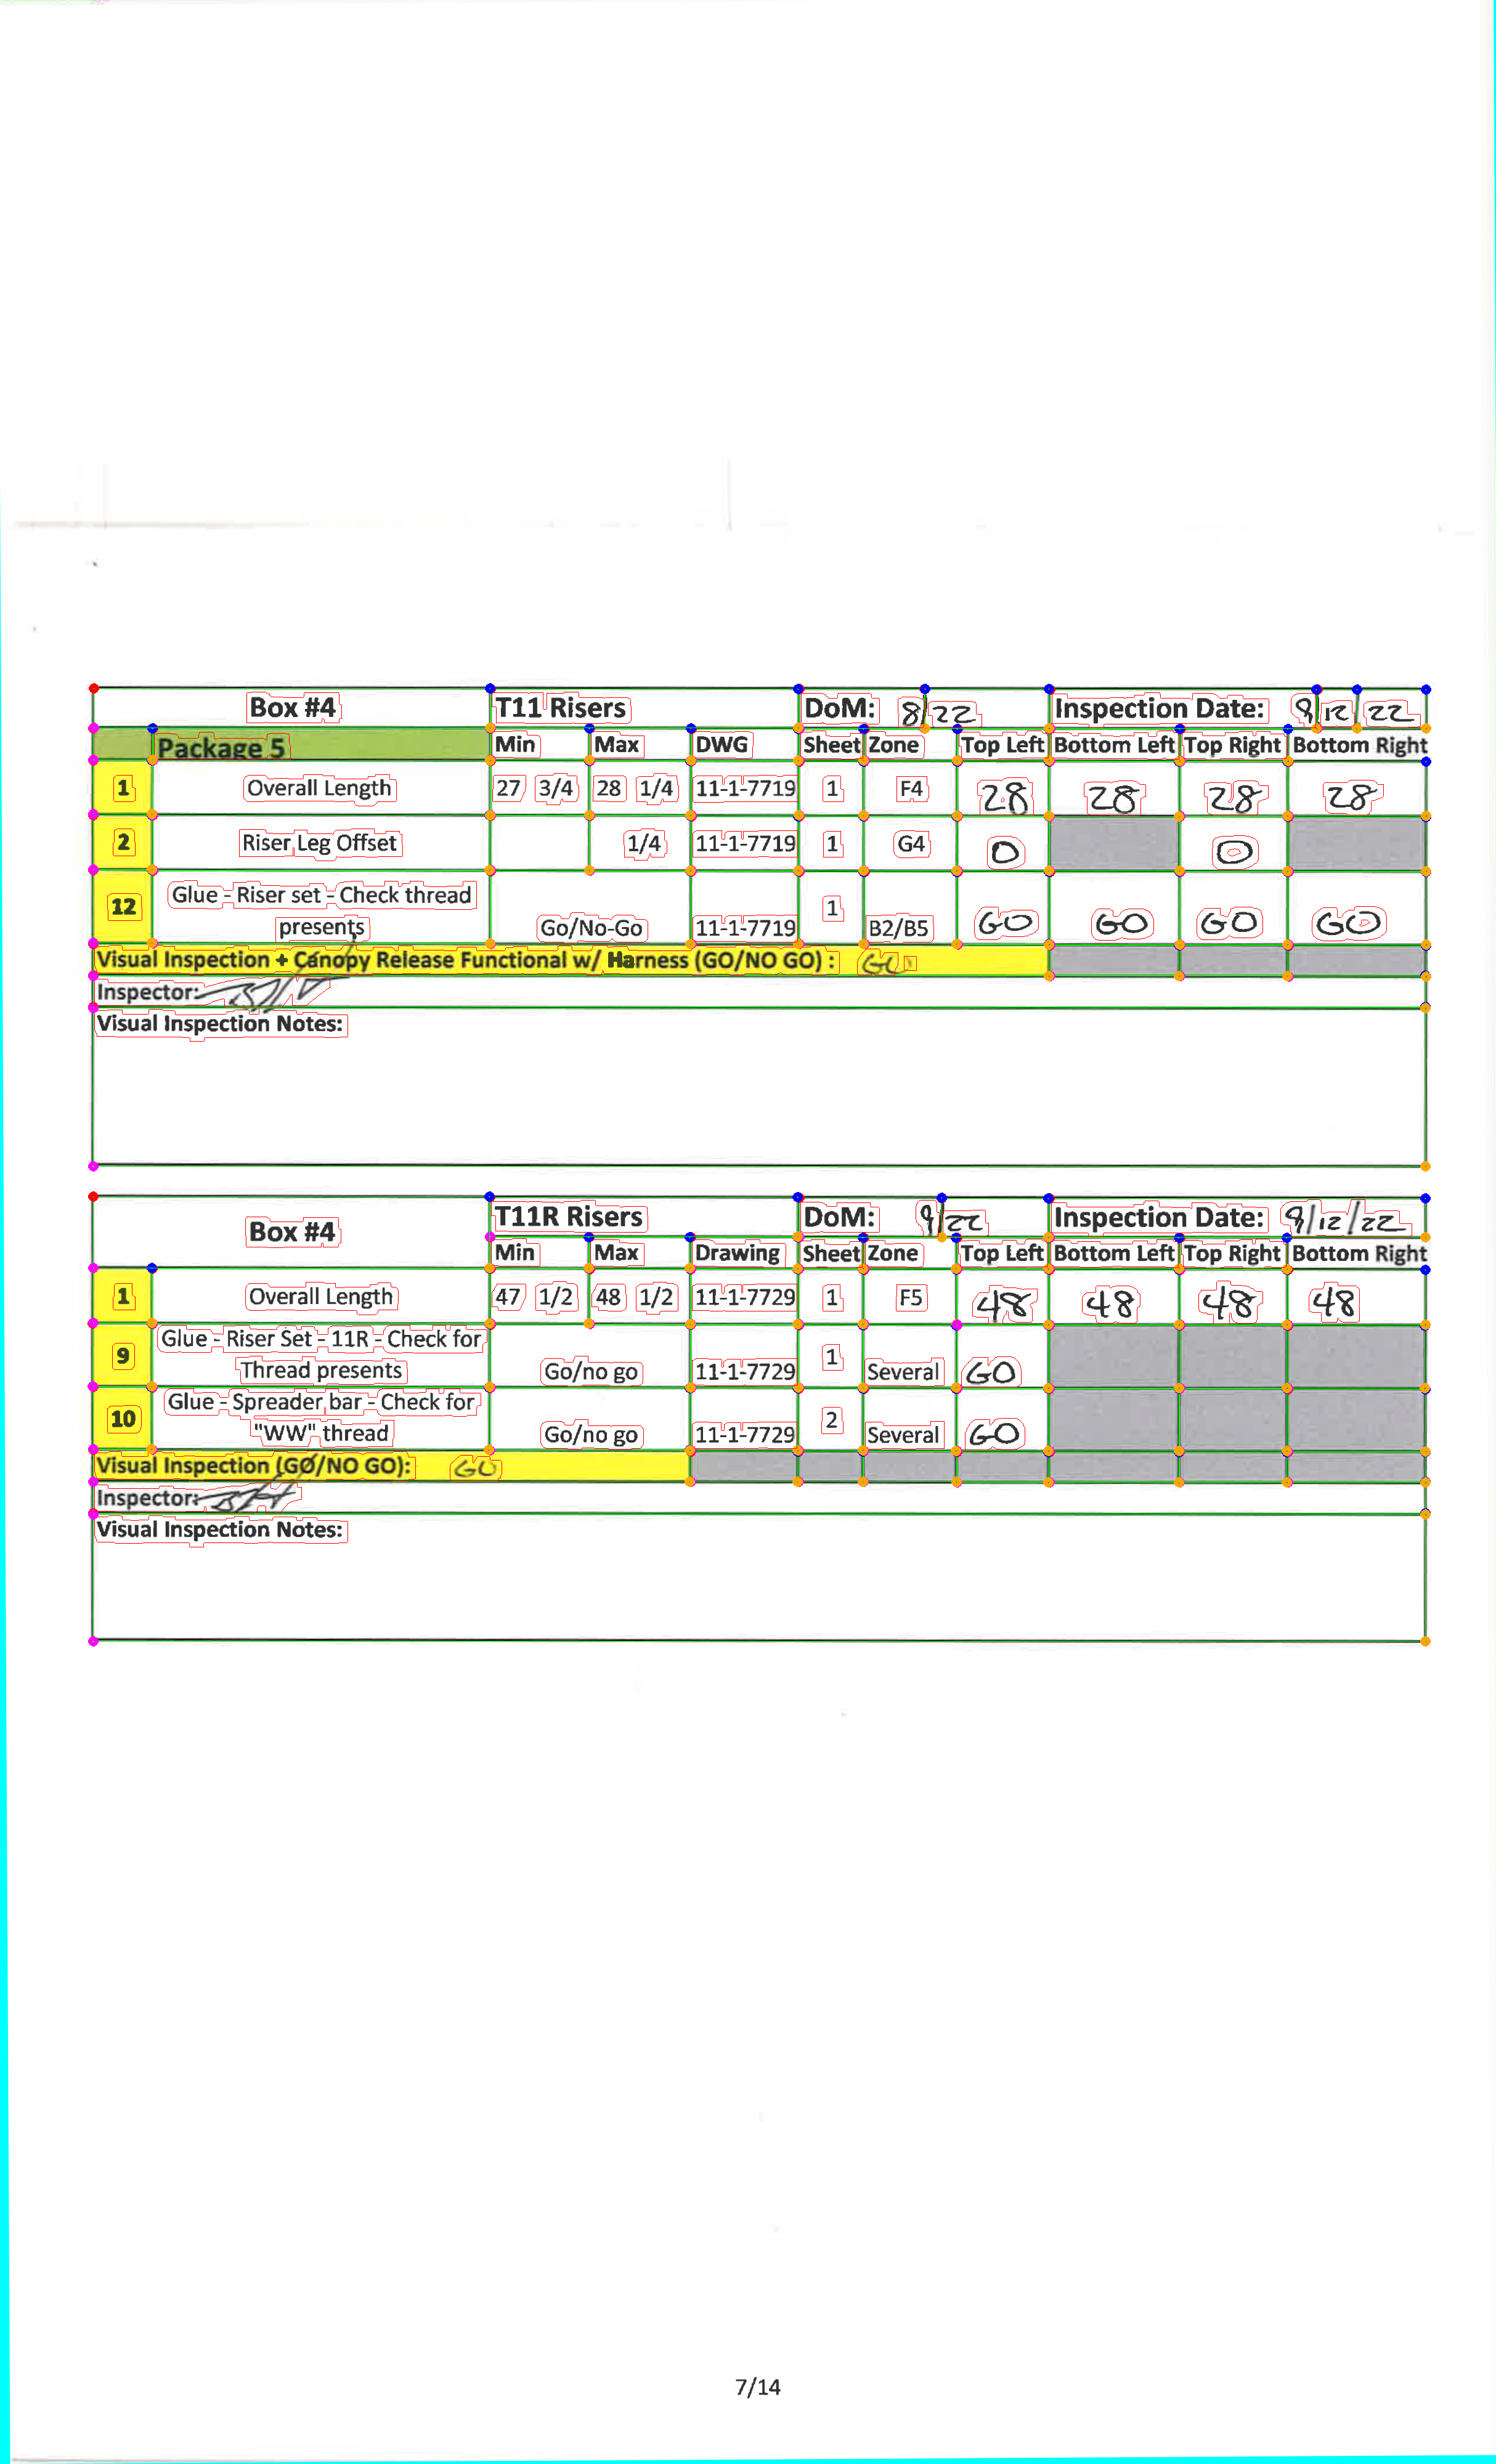 Box #4 T11 Risers DoM: 8/22 Inspection Date: 9/12/22
Package 5 Min Max DWG Sheet Zone Top Left Bottom Left Top Right Bottom Right
1 Overall Length 27 3/4 28 1/4 11-1-7719 1 F4 28 28 28 28
2 Riser Leg Offset 1/4 11-1-7719 1 G4 0 0
12 Glue - Riser set - Check thread
presents Go/No-Go 11-1-7719 1 B2/B5 GO GO GO GO
Visual Inspection + Canopy Release Functional w/ Harness (GO/NO GO) : GO
Inspector:
Visual Inspection Notes:
Box #4 T11R Risers DoM: 9/22 Inspection Date: 9/12/22
Min Max Drawing Sheet Zone Top Left Bottom Left Top Right Bottom Right
1 Overall Length 47 1/2 48 1/2 11-1-7729 1 F5 48 48 48 48
9 Glue - Riser Set - 11R - Check for
Thread presents Go/no go 11-1-7729 1 Several GO
10 Glue - Spreader bar - Check for
"WW" thread Go/no go 11-1-7729 2 Several GO
Visual Inspection (GO/NO GO): GO
Inspector:
Visual Inspection Notes:
7/14